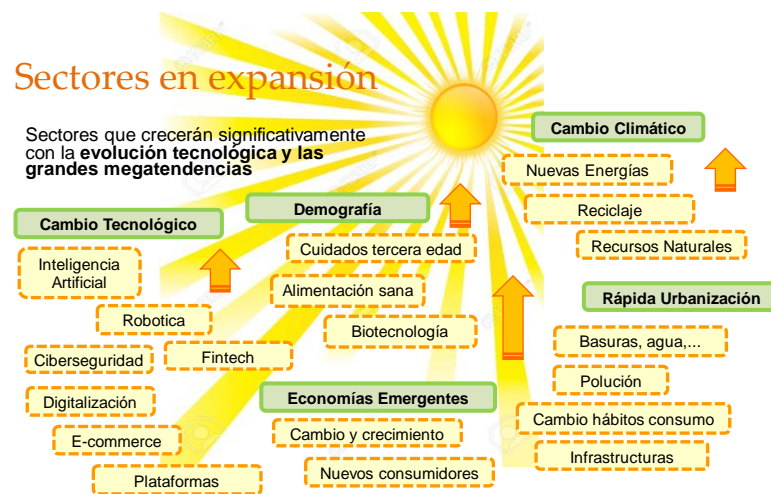 Sectores en expansión
Sectores que crecerán significativamente
con la evolución tecnológica y las
grandes megatendencias
Cambio Tecnológico
Inteligencia
Artificial
Robotica
Ciberseguridad
Fintech
Digitalización
E-commerce
Plataformas
Demografía
Cuidados tercera edad
Alimentación sana
Biotecnología
Economías Emergentes
Cambio y crecimiento
Nuevos consumidores
Cambio Climático
Nuevas Energías
Reciclaje
Recursos Naturales
Rápida Urbanización
Basuras, agua,...
Polución
Cambio hábitos consumo
Infrastructuras